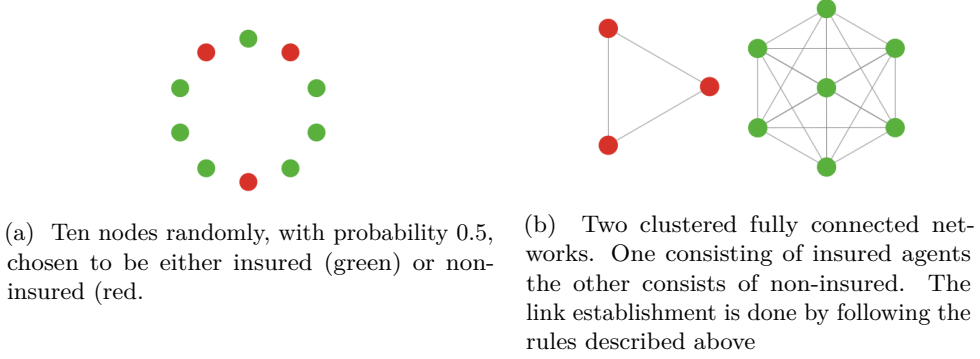 (a) Ten nodes randomly, with probability 0.5,
chosen to be either insured (green) or non-
insured (red.
(b) Two clustered fully connected net-
works. One consisting of insured agents
the other consists of non-insured. The
link establishment is done by following the
rules described above